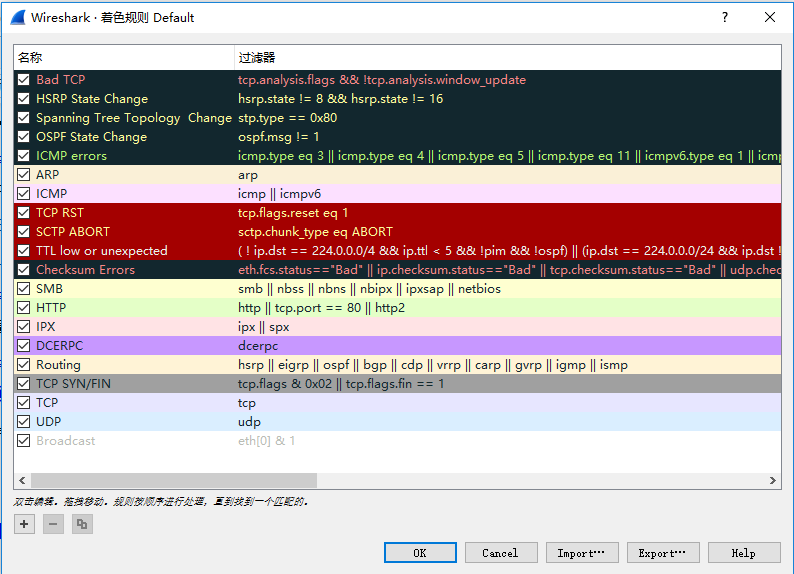 Wireshark · 着色规则 Default
名称 过滤器
Bad TCP tcp.analysis.flags && !tcp.analysis.window_update
HSRP State Change hsrp.state != 8 && hsrp.state != 16
Spanning Tree Topology Change stp.type == 0x80
OSPF State Change ospf.msg != 1
ICMP errors icmp.type eq 3 || icmp.type eq 4 || icmp.type eq 5 || icmp.type eq 11 || icmpv6.type eq 1 || icmp
ARP arp
ICMP icmp || icmpv6
TCP RST tcp.flags.reset eq 1
SCTP ABORT sctp.chunk_type eq ABORT
TTL low or unexpected ( ! ip.dst == 224.0.0.0/4 && ip.ttl < 5 && !pim && !ospf) || (ip.dst == 224.0.0.0/24 && ip.dst !
Checksum Errors eth.fcs.status=="Bad" || ip.checksum.status=="Bad" || tcp.checksum.status=="Bad" || udp.chec
SMB smb || nbss || nbns || nbipx || ipxsap || netbios
HTTP http || tcp.port == 80 || http2
IPX ipx || spx
DCERPC dcerpc
Routing hsrp || eigrp || ospf || bgp || cdp || vrrp || carp || gvrp || igmp || ismp
TCP SYN/FIN tcp.flags & 0x02 || tcp.flags.fin == 1
TCP tcp
UDP udp
Broadcast eth[0] & 1
双击编辑。拖拽移动。规则按顺序进行处理，直到找到一个匹配的。
OK Cancel Import… Export… Help